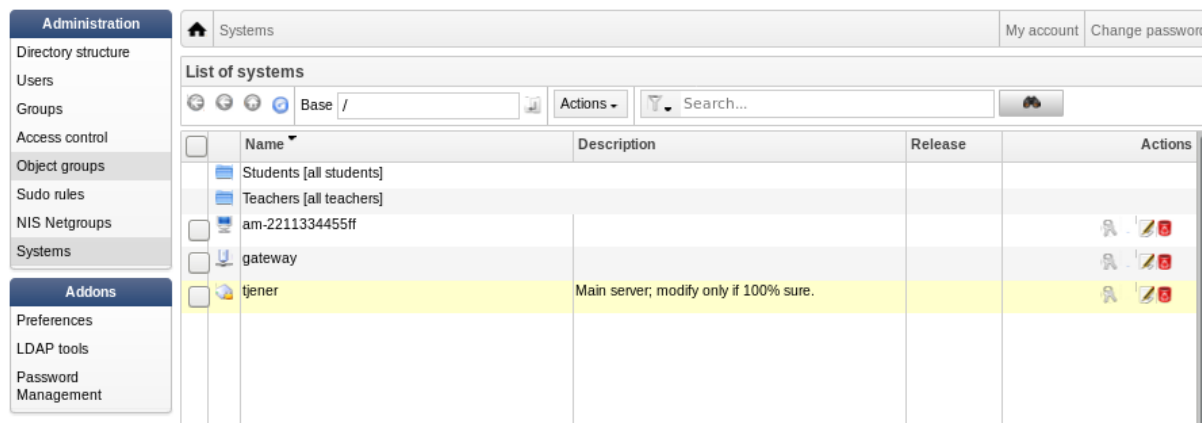 Administration
Directory structure
Users
Groups
Access control
Object groups
Sudo rules
NIS Netgroups
Systems
Addons
Preferences
LDAP tools
Password
Management
Systems
My account
Change password
List of systems
Base /
Actions
Search...
Name Description Release Actions
Students [all students]
Teachers [all teachers]
am-2211334455ff
gateway
tjener Main server; modify only if 100% sure.